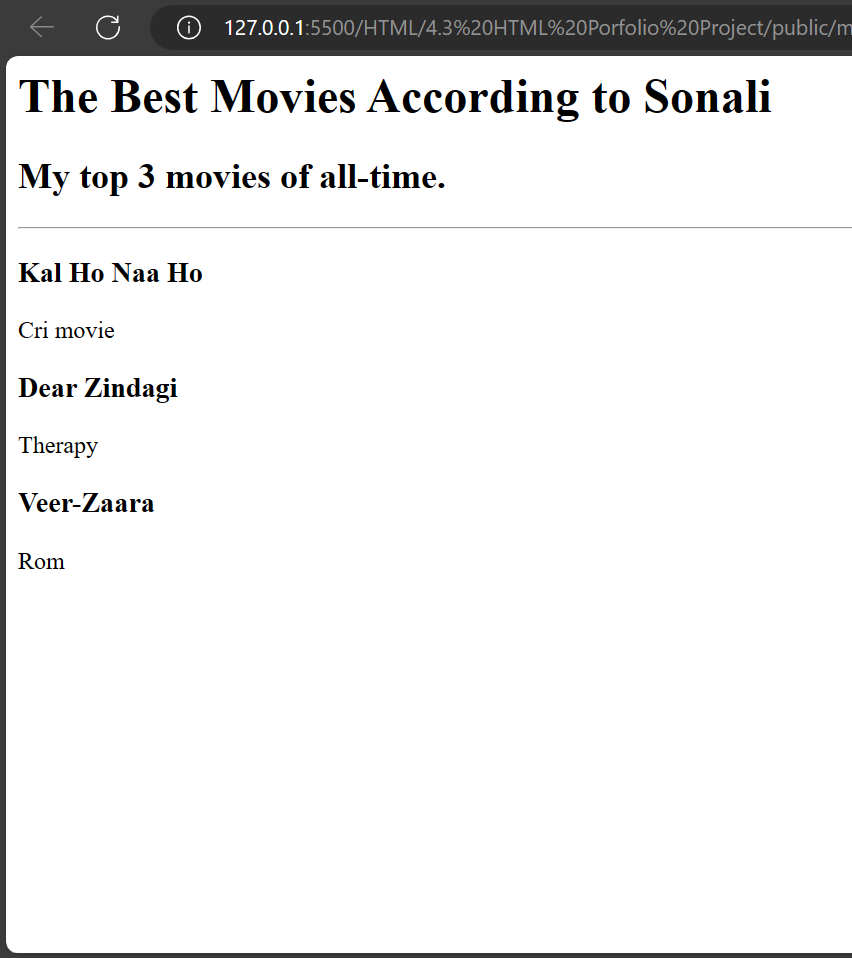 127.0.0.1:5500/HTML/4.3%20HTML%20Porfolio%20Project/public/m
The Best Movies According to Sonali
My top 3 movies of all-time.
Kal Ho Naa Ho
Cri movie
Dear Zindagi
Therapy
Veer-Zaara
Rom